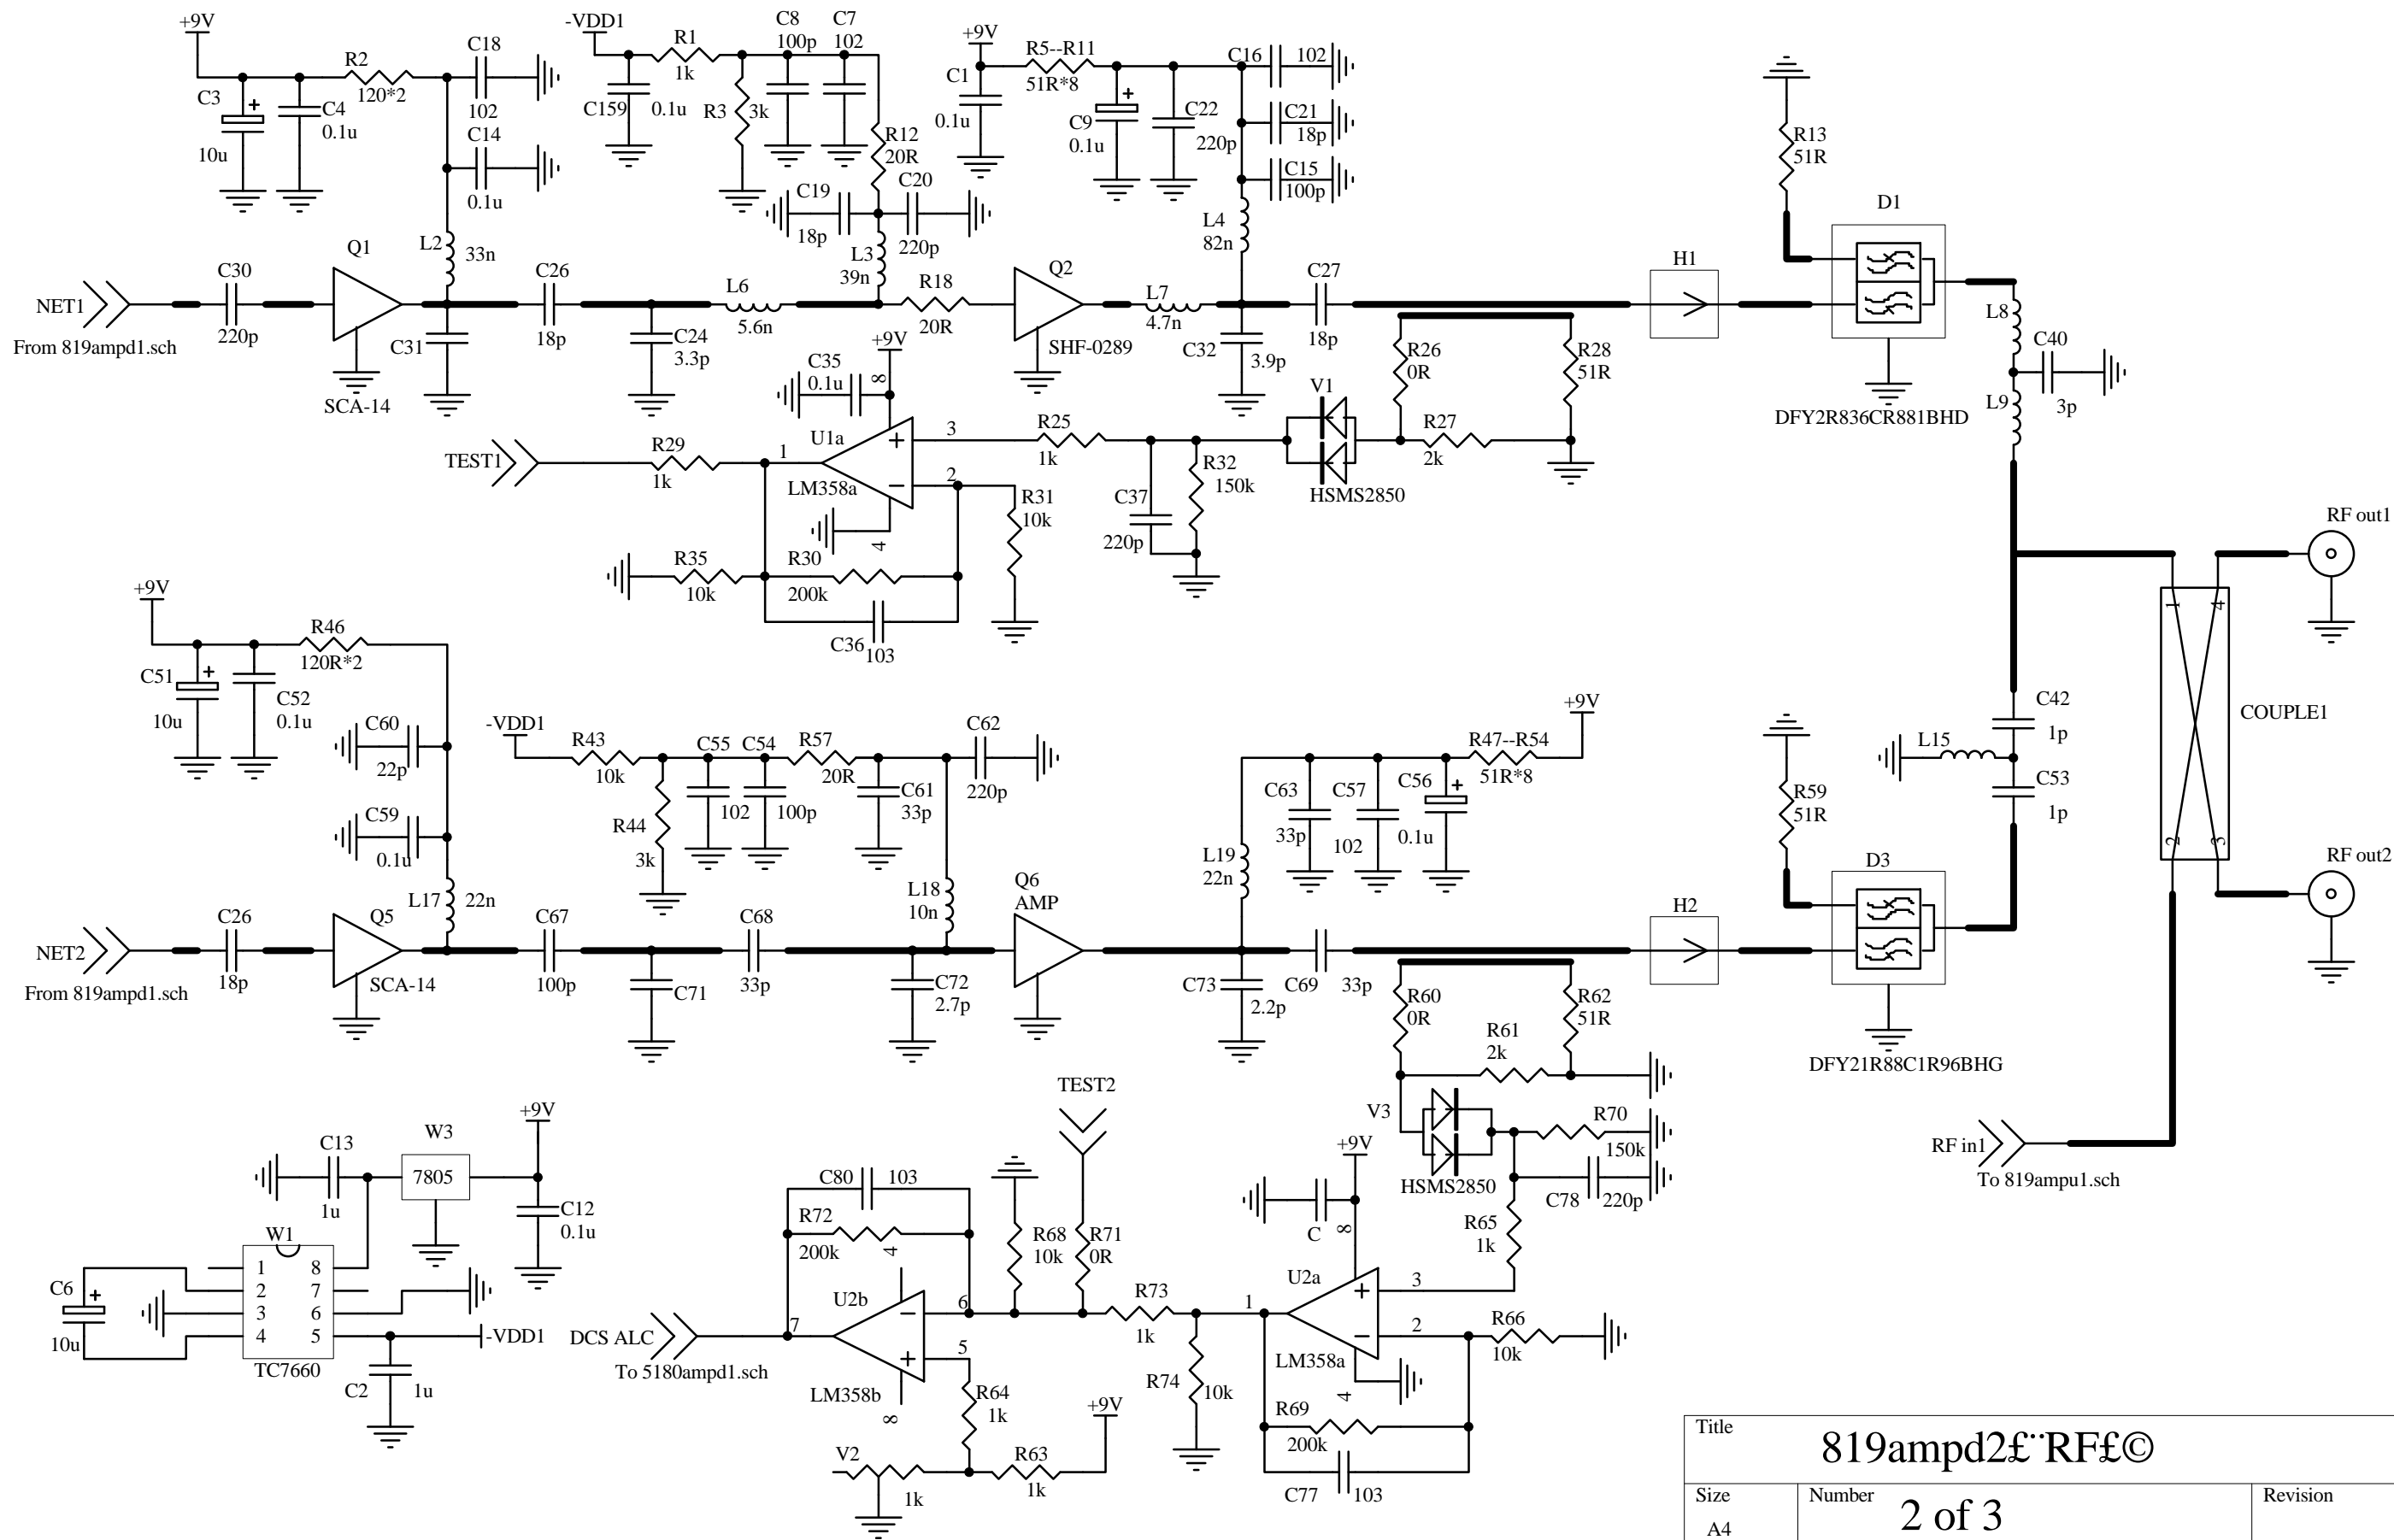 +9V
R2
120*2
C18
102
C3
10u
C4
0.1u
C14
0.1u
-VDD1
R1
1k
C8
100p
C7
102
C159
0.1u
R3
3k
R12
20R
C19
18p
C20
220p
L3
39n
+9V
C1
0.1u
R5--R11
51R*8
C16
102
C9
0.1u
C22
220p
C21
18p
C15
100p
L4
82n
R13
51R
D1
DFY2R836CR881BHD
NET1
From 819ampd1.sch
C30
220p
Q1
SCA-14
L2
33n
C31
C26
18p
C24
3.3p
L6
5.6n
R18
20R
Q2
SHF-0289
L7
4.7n
C32
3.9p
C27
18p
H1
L8
C40
3p
L9
R26
0R
R28
51R
R27
2k
V1
HSMS2850
TEST1
R29
1k
C35
0.1u
+9V
8
U1a
LM358a
1
3
2
4
R25
1k
C37
220p
R32
150k
R31
10k
R35
10k
R30
200k
C36
103
RF out1
COUPLE1
1
4
2
3
RF out2
+9V
R46
120R*2
C51
10u
C52
0.1u
C60
22p
C59
0.1u
-VDD1
R43
10k
R44
3k
C55
102
C54
100p
R57
20R
C61
33p
C62
220p
L18
10n
+9V
R47--R54
51R*8
C63
33p
C57
102
C56
0.1u
L19
22n
C42
1p
L15
C53
1p
R59
51R
D3
DFY21R88C1R96BHG
NET2
From 819ampd1.sch
C26
18p
Q5
SCA-14
L17
22n
C67
100p
C71
C68
33p
C72
2.7p
Q6
AMP
C73
2.2p
C69
33p
H2
R60
0R
R62
51R
R61
2k
V3
HSMS2850
R70
150k
C78
220p
R65
1k
RF in1
To 819ampu1.sch
+9V
C13
1u
W3
7805
C12
0.1u
W1
1
2
3
4
8
7
6
5
TC7660
C6
10u
C2
1u
-VDD1
TEST2
C80
103
R72
200k
4
R68
10k
R71
0R
U2b
LM358b
7
6
5
8
DCS ALC
To 5180ampd1.sch
R64
1k
V2
1k
R63
1k
+9V
R73
1k
R74
10k
+9V
C
8
U2a
LM358a
1
3
2
4
R66
10k
R69
200k
C77
103
Title
819ampd2£¨RF£©
Size
A4
Number
2 of 3
Revision